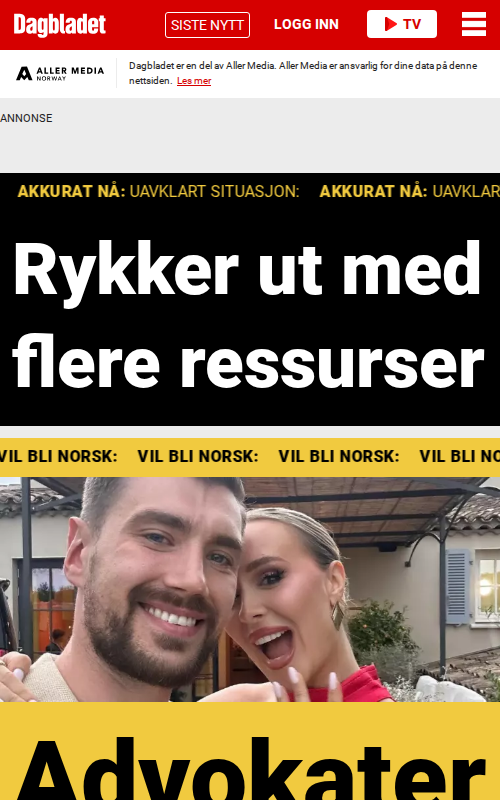 Dagbladet
SISTE NYTT
LOGG INN
TV
ALLER MEDIA
NORWAY
Dagbladet er en del av Aller Media. Aller Media er ansvarlig for dine data på denne
nettsiden. Les mer
ANNONSE
AKKURAT NÅ: UAVKLART SITUASJON: AKKURAT NÅ: UAVKLAR
Rykker ut med
flere ressurser
VIL BLI NORSK: VIL BLI NORSK: VIL BLI NORSK: VIL BLI NO
Advokater